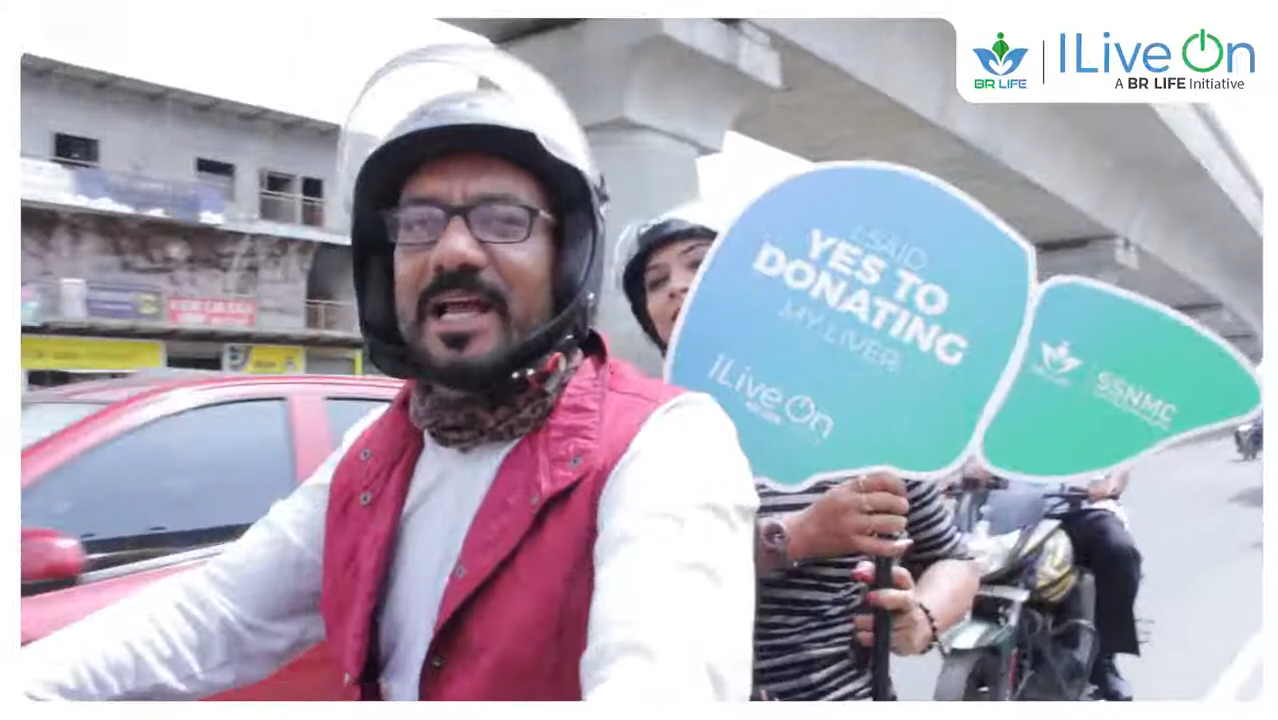 BR LIFE
ILive On
A BR LIFE Initiative
I SAID
YES TO
DONATING
MY LIVER
ILive On
SSNMC